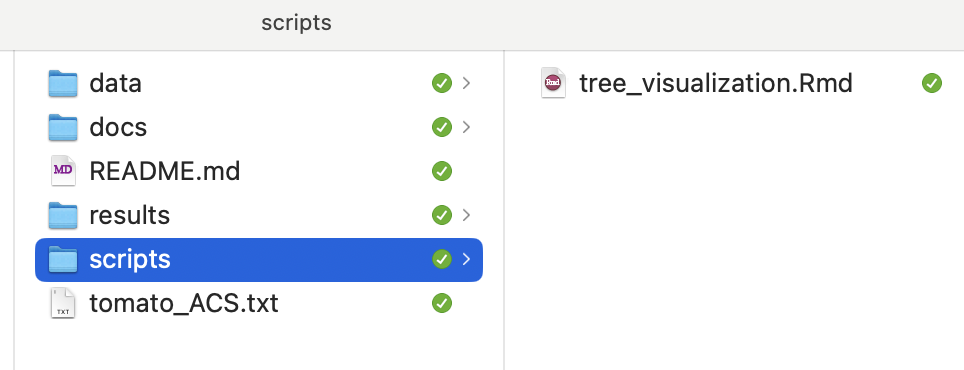 scripts
data
docs
MD README.md
results
scripts
TXT tomato_ACS.txt
Rmd tree_visualization.Rmd